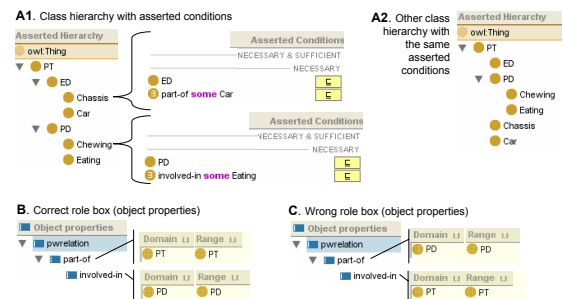 A1. Class hierarchy with asserted conditions
Asserted Hierarchy
owl:Thing
PT
ED
Chassis
Car
PD
Chewing
Eating
Asserted Conditions
NECESSARY & SUFFICIENT
NECESSARY
ED
⊑
∃ part-of some Car
⊑
Asserted Conditions
NECESSARY & SUFFICIENT
NECESSARY
PD
⊑
∃ involved-in some Eating
⊑
A2. Other class
hierarchy with
the same
asserted
conditions
Asserted Hierarchy
owl:Thing
PT
ED
PD
Chewing
Eating
Chassis
Car
B. Correct role box (object properties)
Object properties
pwrelation
part-of
involved-in
Domain ⊔ Range ⊔
PT PT
Domain ⊔ Range ⊔
PD PD
C. Wrong role box (object properties)
Object properties
pwrelation
part-of
involved-in
Domain ⊔ Range ⊔
PD PD
Domain ⊔ Range ⊔
PT PT